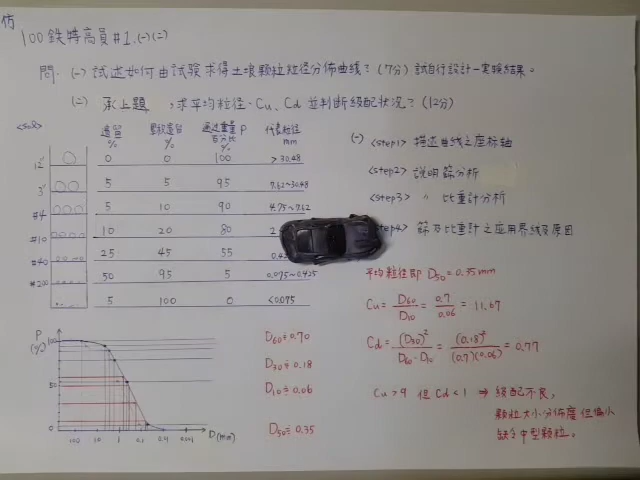 仿
100 鉄特高員 #1.(一)(二)
問.(一) 試述如何由試驗求得土壤顆粒粒徑分佈曲線？(7分) 試自行設計一實驗結果。
(二) 承上題，求平均粒徑、Cu、Cd 並判斷級配狀況？(12分)
<sol>
遺留 % 累積遺留 % 通過重量百分比 P % 代表粒徑 mm
12" 0 0 100 >30.48
3" 5 5 95 7.62~30.48
#4 5 10 90 4.75~7.62
#10 10 20 80 2
#40 25 45 55 0.4
#200 50 95 5 0.075~0.425
5 100 0 <0.075
(一) <step1> 描述曲線之座標軸
<step2> 說明篩分析
<step3> 〃 比重計分析
step4> 篩及比重計之應用界線及原因
平均粒徑即 D50=0.35mm
Cu = D60/D10 = 0.7/0.06 = 11.67
Cd = (D30)²/(D60·D10) = (0.18)²/(0.7)(0.06) = 0.77
Cu>9 但 Cd<1 ⇒ 級配不良，
顆粒大小分佈廣但偏小
缺乏中型顆粒。
P
(%)
100
50
0
100 10 1 0.1 0.01 0.001 D(mm)
D60≑0.70
D30≑0.18
D10≑0.06
D50≑0.35